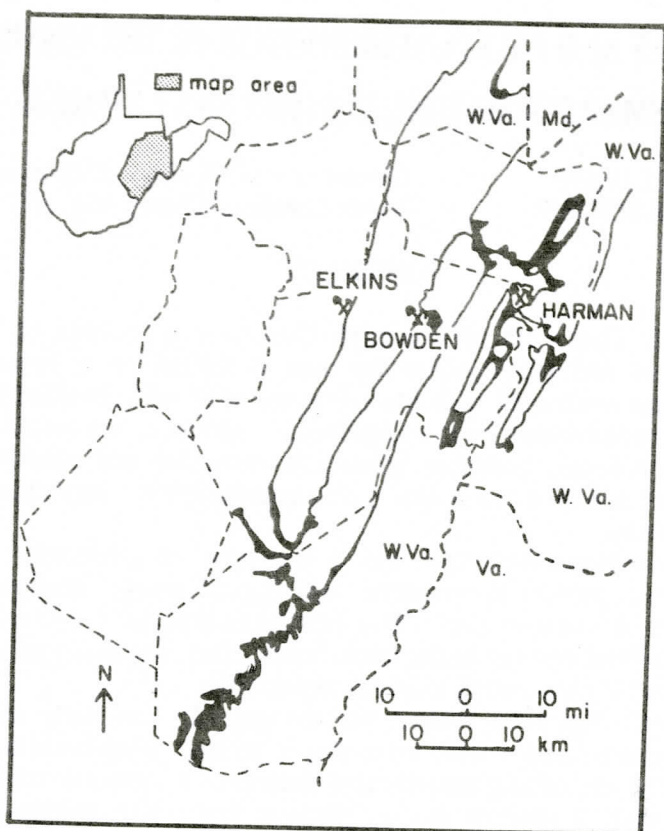 map area
W.Va.
Md.
W.Va.
ELKINS
BOWDEN
HARMAN
W.Va.
W.Va.
Va.
N
10 0 10 mi
10 0 10 km